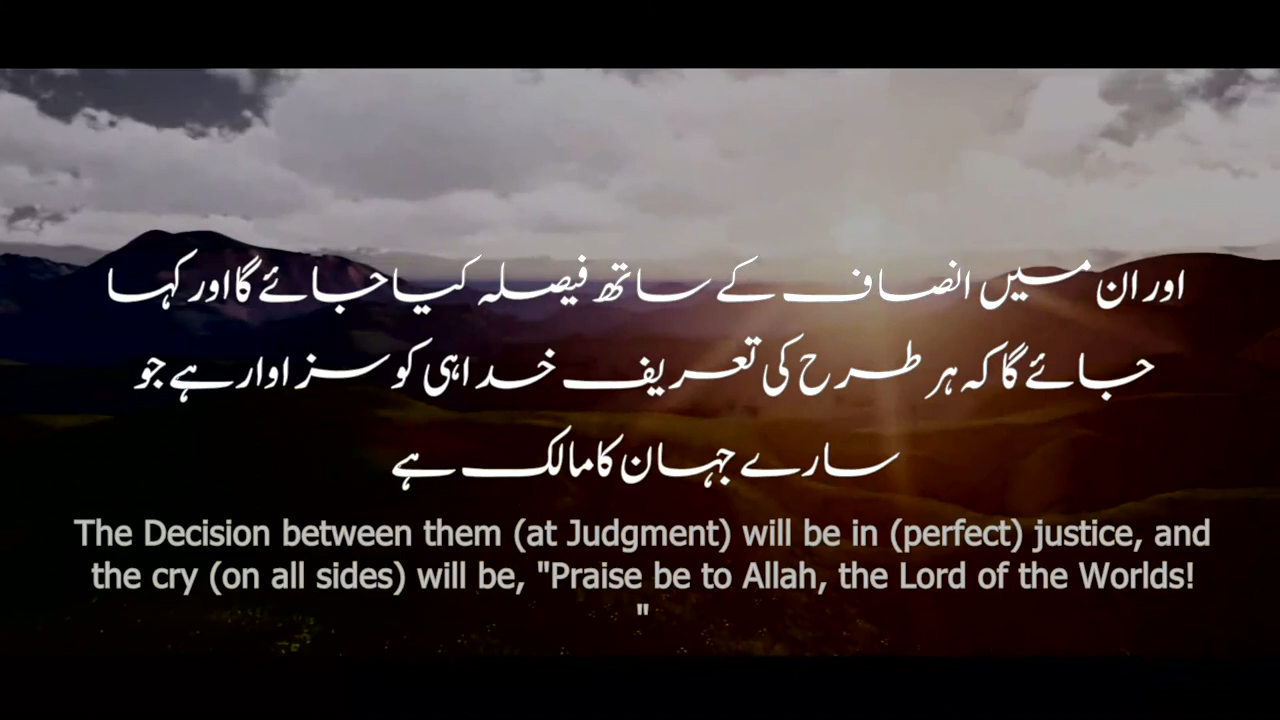 اور ان میں انصاف کے ساتھ فیصلہ کیا جائے گا اور کہا
جائے گا کہ ہر طرح کی تعریف خدا ہی کو سزاوار ہے جو
سارے جہان کا مالک ہے
The Decision between them (at Judgment) will be in (perfect) justice, and
the cry (on all sides) will be, "Praise be to Allah, the Lord of the Worlds!
"